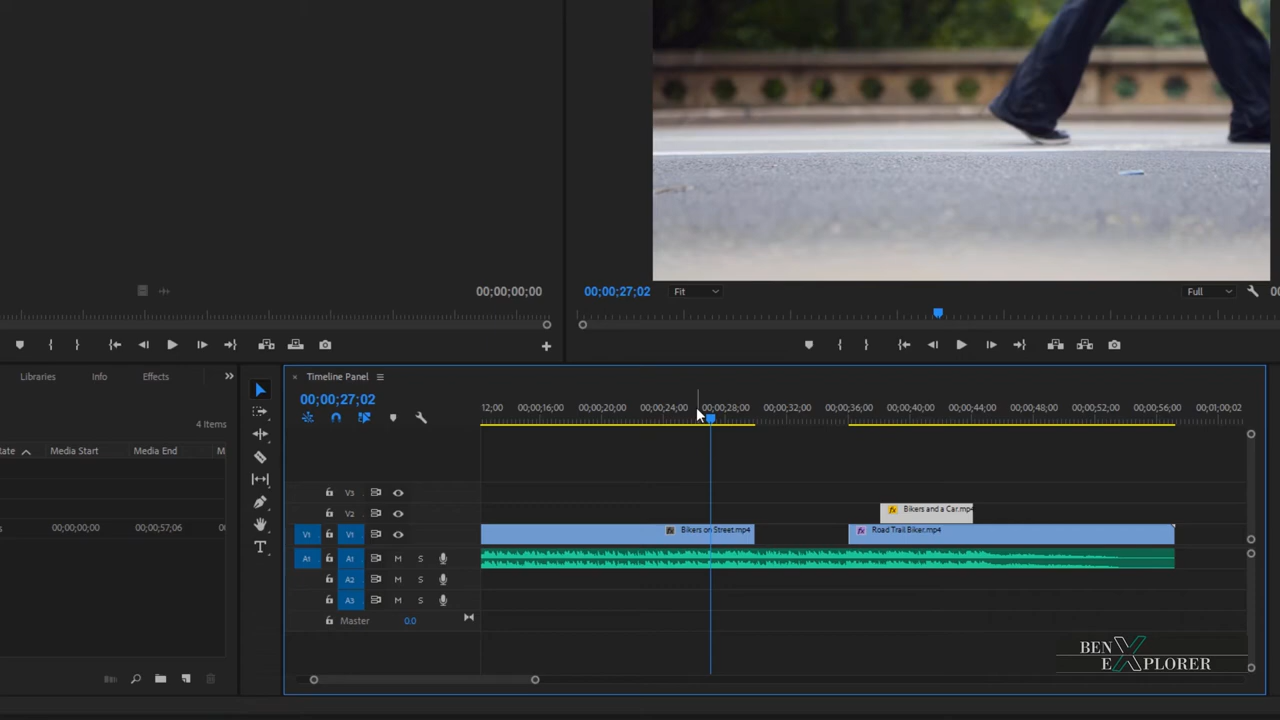 00;00;00;00
00;00;27;02
Fit
Full
00
Libraries
Info
Effects
Timeline Panel
00;00;27;02
4 Items
12;00
00;00;16;00
00;00;20;00
00;00;24;00
00;00;28;00
00;00;32;00
00;00;36;00
00;00;40;00
00;00;44;00
00;00;48;00
00;00;52;00
00;00;56;00
00;01;00;02
Media Start
Media End
M
00;00;00;00
00;00;57;06
V3
V2
Bikers and a Car.mp4
V1
V1
Bikers on Street.mp4
Road Trail Biker.mp4
A1
A1
M
S
A2
M
S
A3
M
S
Master
0.0
BEN
EXPLORER